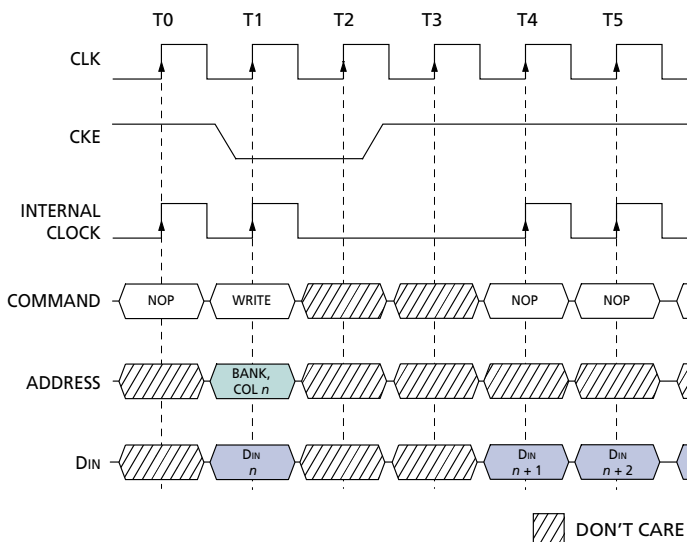 T0 T1 T2 T3 T4 T5
CLK
CKE
INTERNAL
CLOCK
COMMAND NOP WRITE NOP NOP
ADDRESS BANK,
COL n
DIN DIN
n DIN
n + 1 DIN
n + 2
DON'T CARE